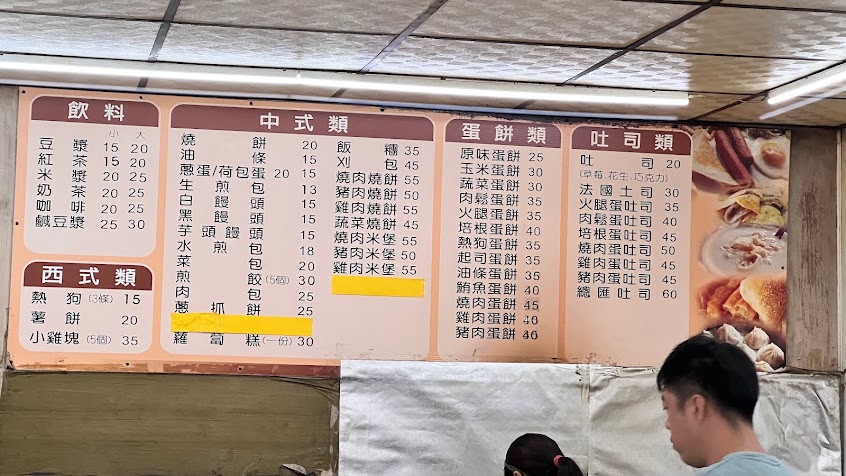 飲料
小 大
豆漿 15 20
紅茶 15 20
米漿 20 25
奶茶 20 25
咖啡 20 25
鹹豆漿 25 30
西式類
熱狗(3條) 15
薯餅 20
小雞塊(5個) 35
中式類
燒餅 20
油條 15
蔥蛋/荷包蛋 20 15
生煎包 13
白饅頭 15
黑饅頭 15
芋頭饅頭 15
水煎包 18
菜包 20
煎餃(5個) 30
肉包 25
蔥抓餅 25
蘿蔔糕(一份) 30
飯糰 35
刈包 45
燒肉燒餅 55
豬肉燒餅 50
雞肉燒餅 55
蔬菜燒餅 45
燒肉米堡 55
豬肉米堡 50
雞肉米堡 55
蛋餅類
原味蛋餅 25
玉米蛋餅 30
蔬菜蛋餅 30
肉鬆蛋餅 35
火腿蛋餅 35
培根蛋餅 40
熱狗蛋餅 35
起司蛋餅 35
油條蛋餅 35
鮪魚蛋餅 40
燒肉蛋餅 45
雞肉蛋餅 40
豬肉蛋餅 40
吐司類
吐司 20
(草莓.花生.巧克力)
法國土司 30
火腿蛋吐司 35
肉鬆蛋吐司 40
培根蛋吐司 45
燒肉蛋吐司 50
雞肉蛋吐司 45
豬肉蛋吐司 45
總匯吐司 60